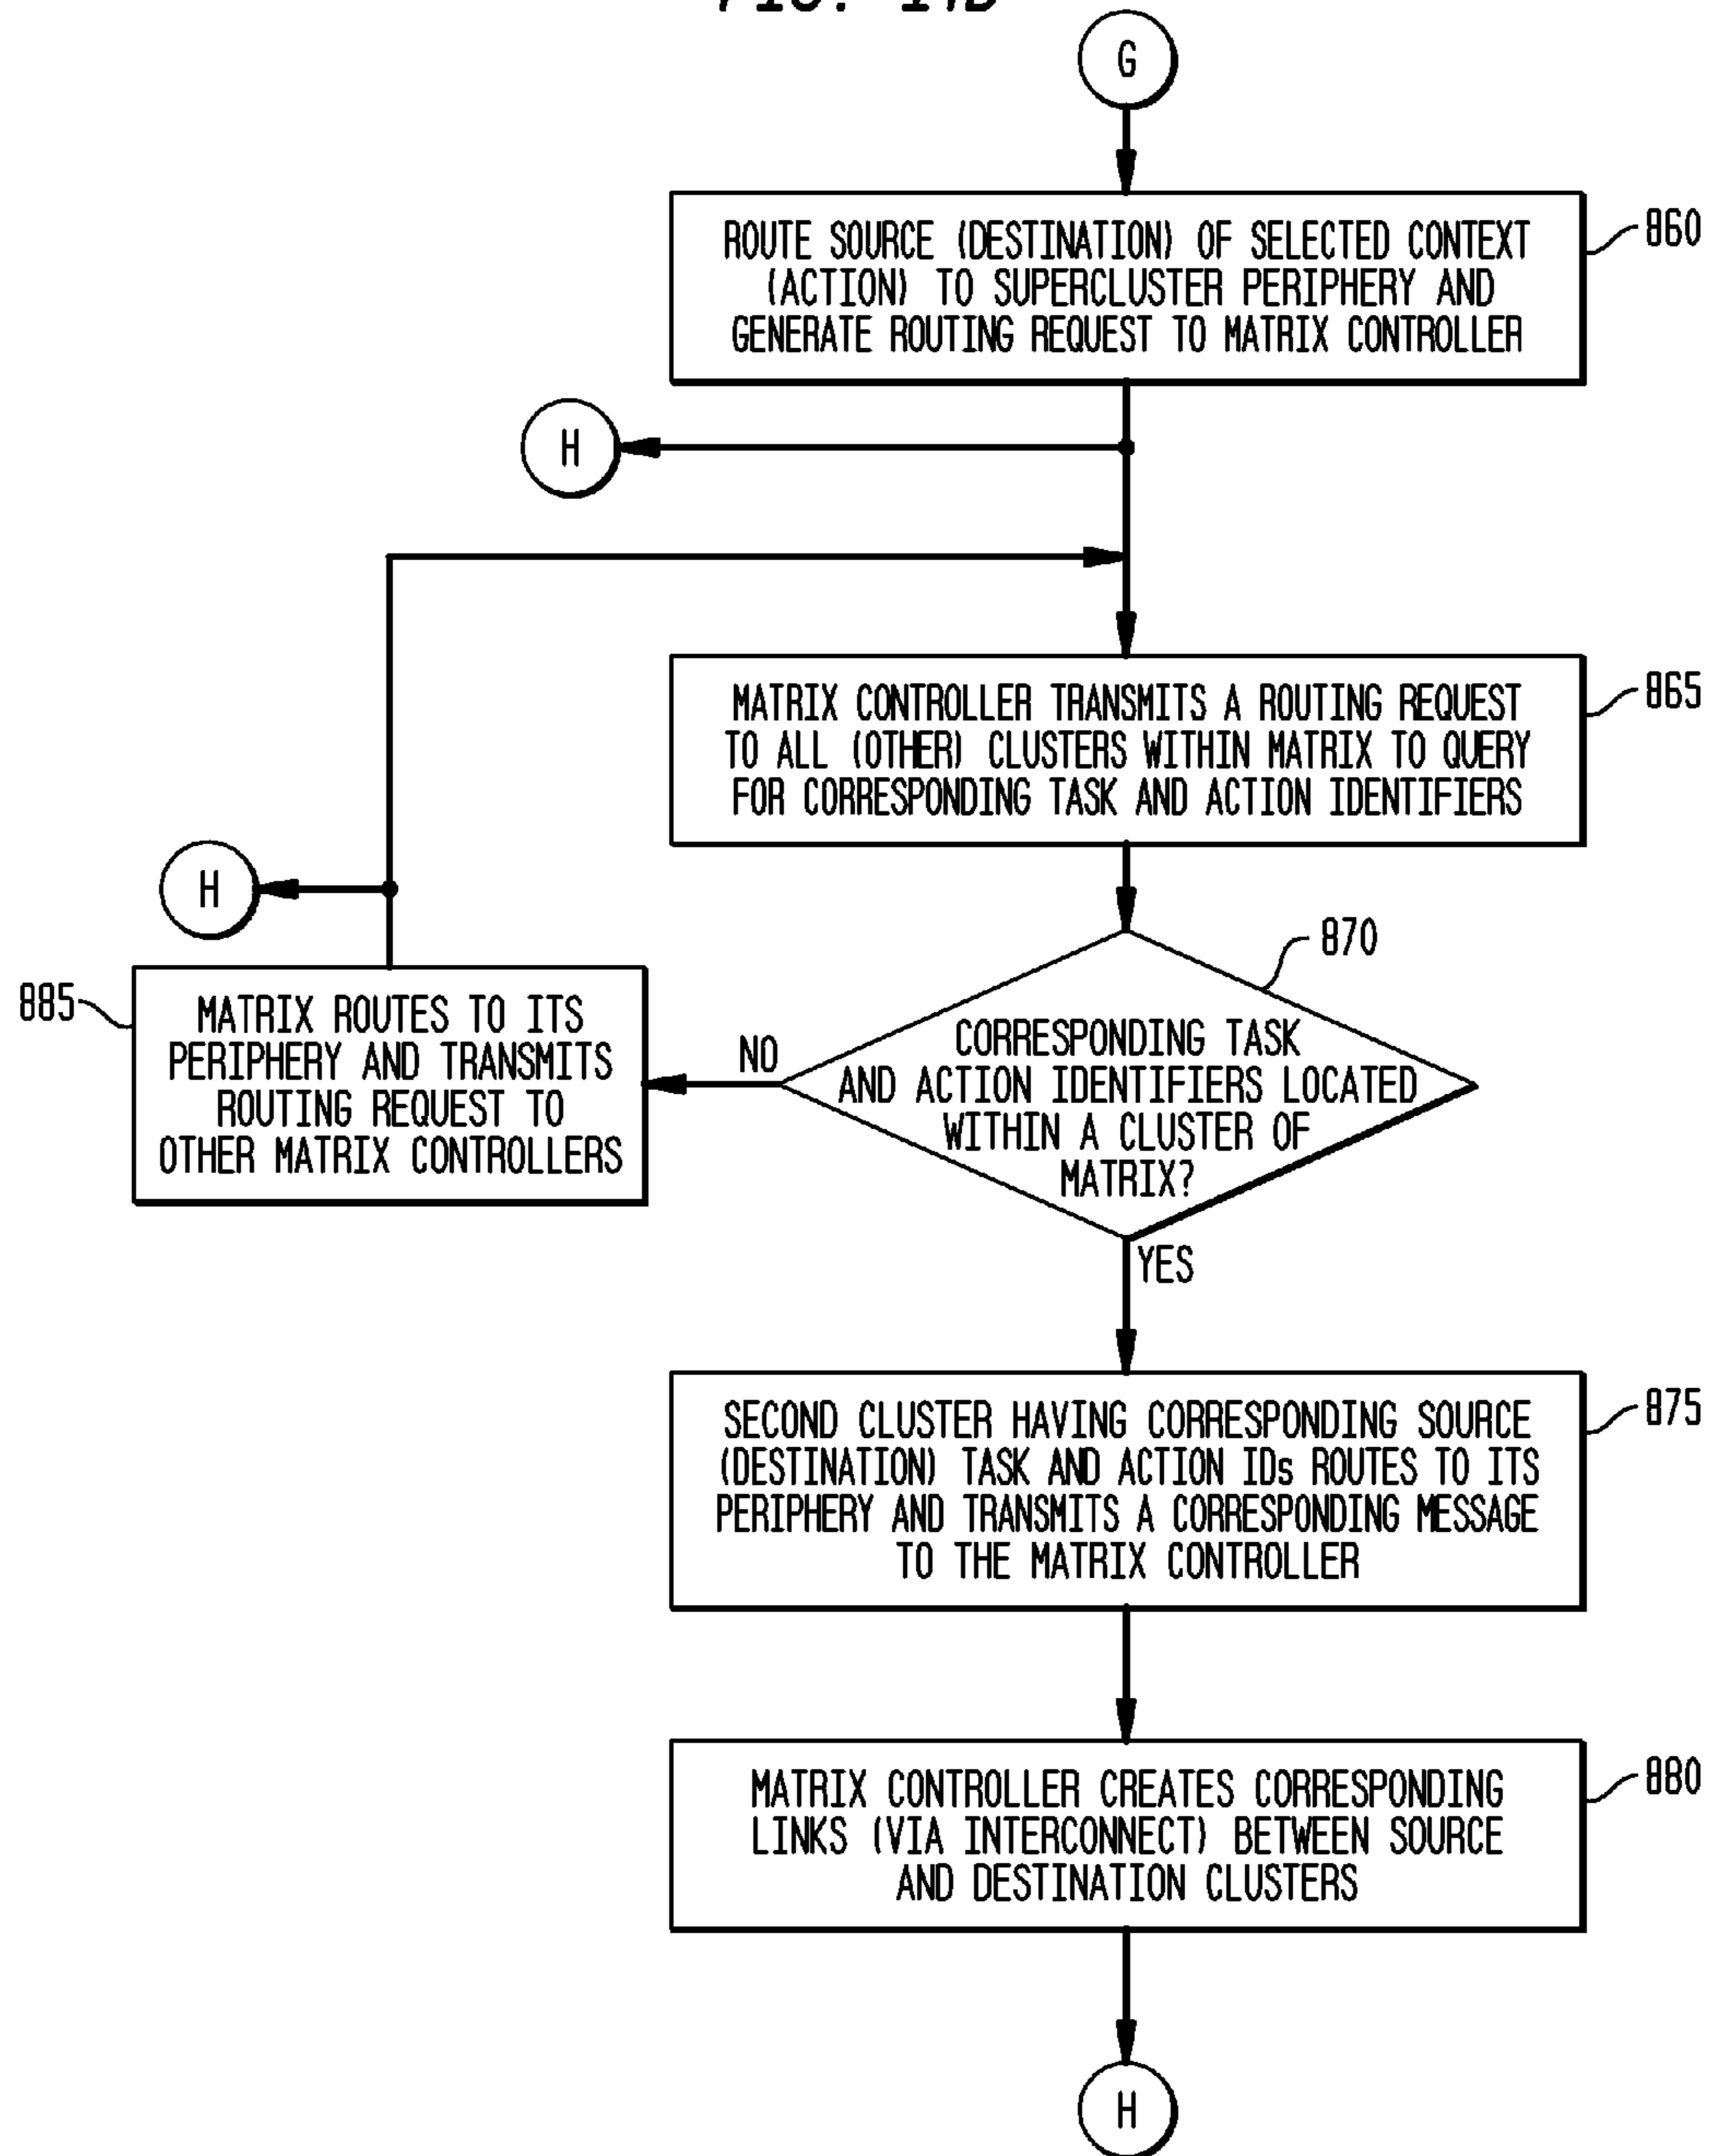 G
ROUTE SOURCE (DESTINATION) OF SELECTED CONTEXT
(ACTION) TO SUPERCLUSTER PERIPHERY AND
GENERATE ROUTING REQUEST TO MATRIX CONTROLLER
860
H
MATRIX CONTROLLER TRANSMITS A ROUTING REQUEST
TO ALL (OTHER) CLUSTERS WITHIN MATRIX TO QUERY
FOR CORRESPONDING TASK AND ACTION IDENTIFIERS
865
H
870
885
MATRIX ROUTES TO ITS
PERIPHERY AND TRANSMITS
ROUTING REQUEST TO
OTHER MATRIX CONTROLLERS
NO
CORRESPONDING TASK
AND ACTION IDENTIFIERS LOCATED
WITHIN A CLUSTER OF
MATRIX?
YES
SECOND CLUSTER HAVING CORRESPONDING SOURCE
(DESTINATION) TASK AND ACTION IDs ROUTES TO ITS
PERIPHERY AND TRANSMITS A CORRESPONDING MESSAGE
TO THE MATRIX CONTROLLER
875
MATRIX CONTROLLER CREATES CORRESPONDING
LINKS (VIA INTERCONNECT) BETWEEN SOURCE
AND DESTINATION CLUSTERS
880
H